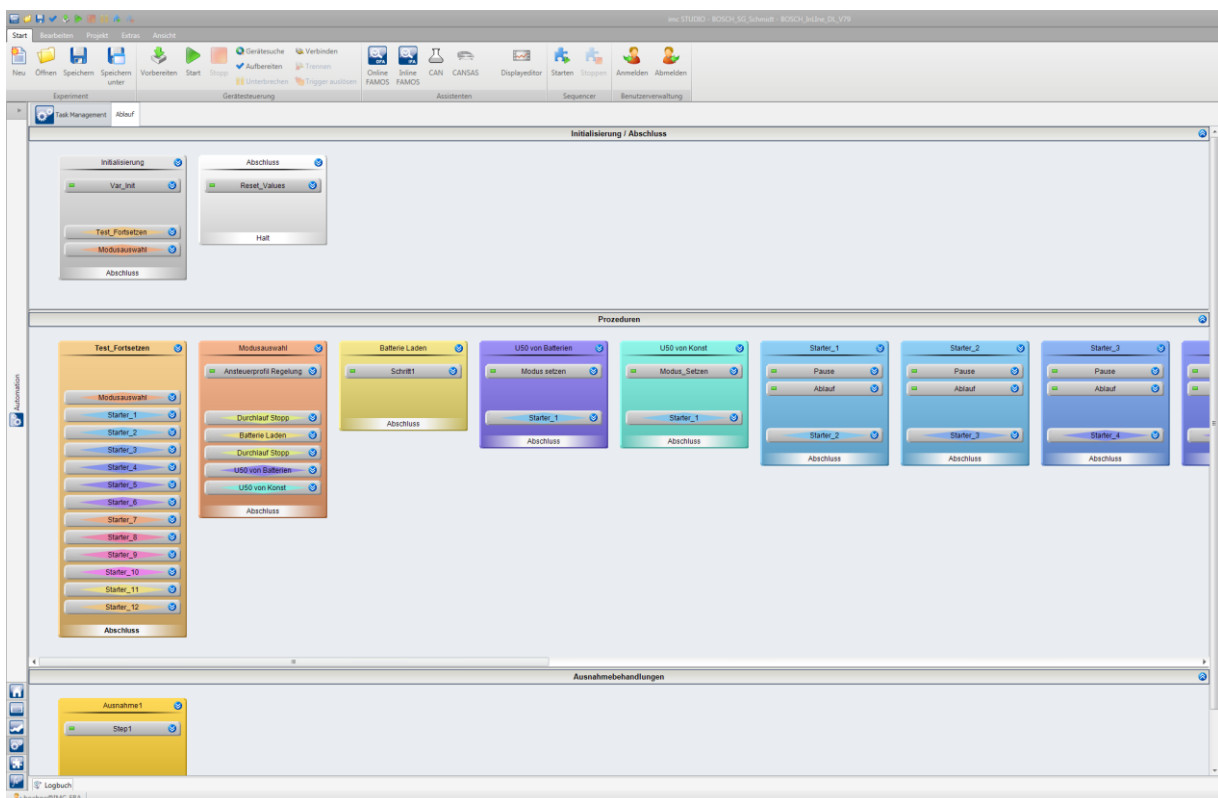 imc STUDIO - BOSCH_SG_Schmidt - BOSCH_InLine_DL_V79
Start Bearbeiten Projekt Extras Ansicht
Neu Öffnen Speichern Speichern unter Vorbereiten Start Stopp
Gerätesuche Verbinden
Aufbereiten Trennen
Unterbrechen Trigger auslösen
Online FAMOS Inline FAMOS CAN CANSAS Displayeditor Starten Stoppen Anmelden Abmelden
Experiment Gerätesteuerung Assistenten Sequencer Benutzerverwaltung
Task Management Ablauf
Automation
Initialisierung / Abschluss
Initialisierung
Var_Init
Test_Fortsetzen
Modusauswahl
Abschluss
Abschluss
Reset_Values
Halt
Prozeduren
Test_Fortsetzen
Modusauswahl
Starter_1
Starter_2
Starter_3
Starter_4
Starter_5
Starter_6
Starter_7
Starter_8
Starter_9
Starter_10
Starter_11
Starter_12
Abschluss
Modusauswahl
Ansteuerprofil Regelung
Durchlauf Stopp
Batterie Laden
Durchlauf Stopp
U50 von Batterien
U50 von Konst
Abschluss
Batterie Laden
Schritt1
Abschluss
U50 von Batterien
Modus setzen
Starter_1
Abschluss
U50 von Konst
Modus_Setzen
Starter_1
Abschluss
Starter_1
Pause
Ablauf
Starter_2
Abschluss
Starter_2
Pause
Ablauf
Starter_3
Abschluss
Starter_3
Pause
Ablauf
Starter_4
Abschluss
Ausnahmebehandlungen
Ausnahme1
Step1
Logbuch